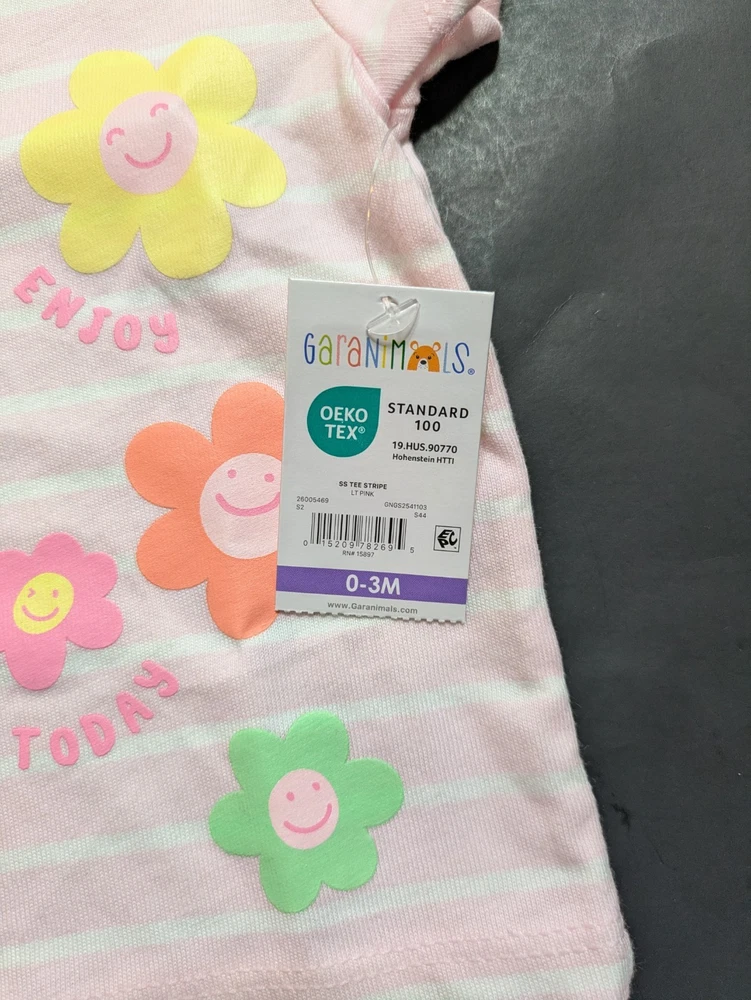 ENJOY
TODAY
GARANIMALS®
OEKO
TEX®
STANDARD
100
19.HUS.90770
Hohenstein HTTI
SS TEE STRIPE
LT PINK
26005469 GNGS2541103
S2 S44
0 15209 78269 5
RN# 15897
EPC
0-3M
www.Garanimals.com